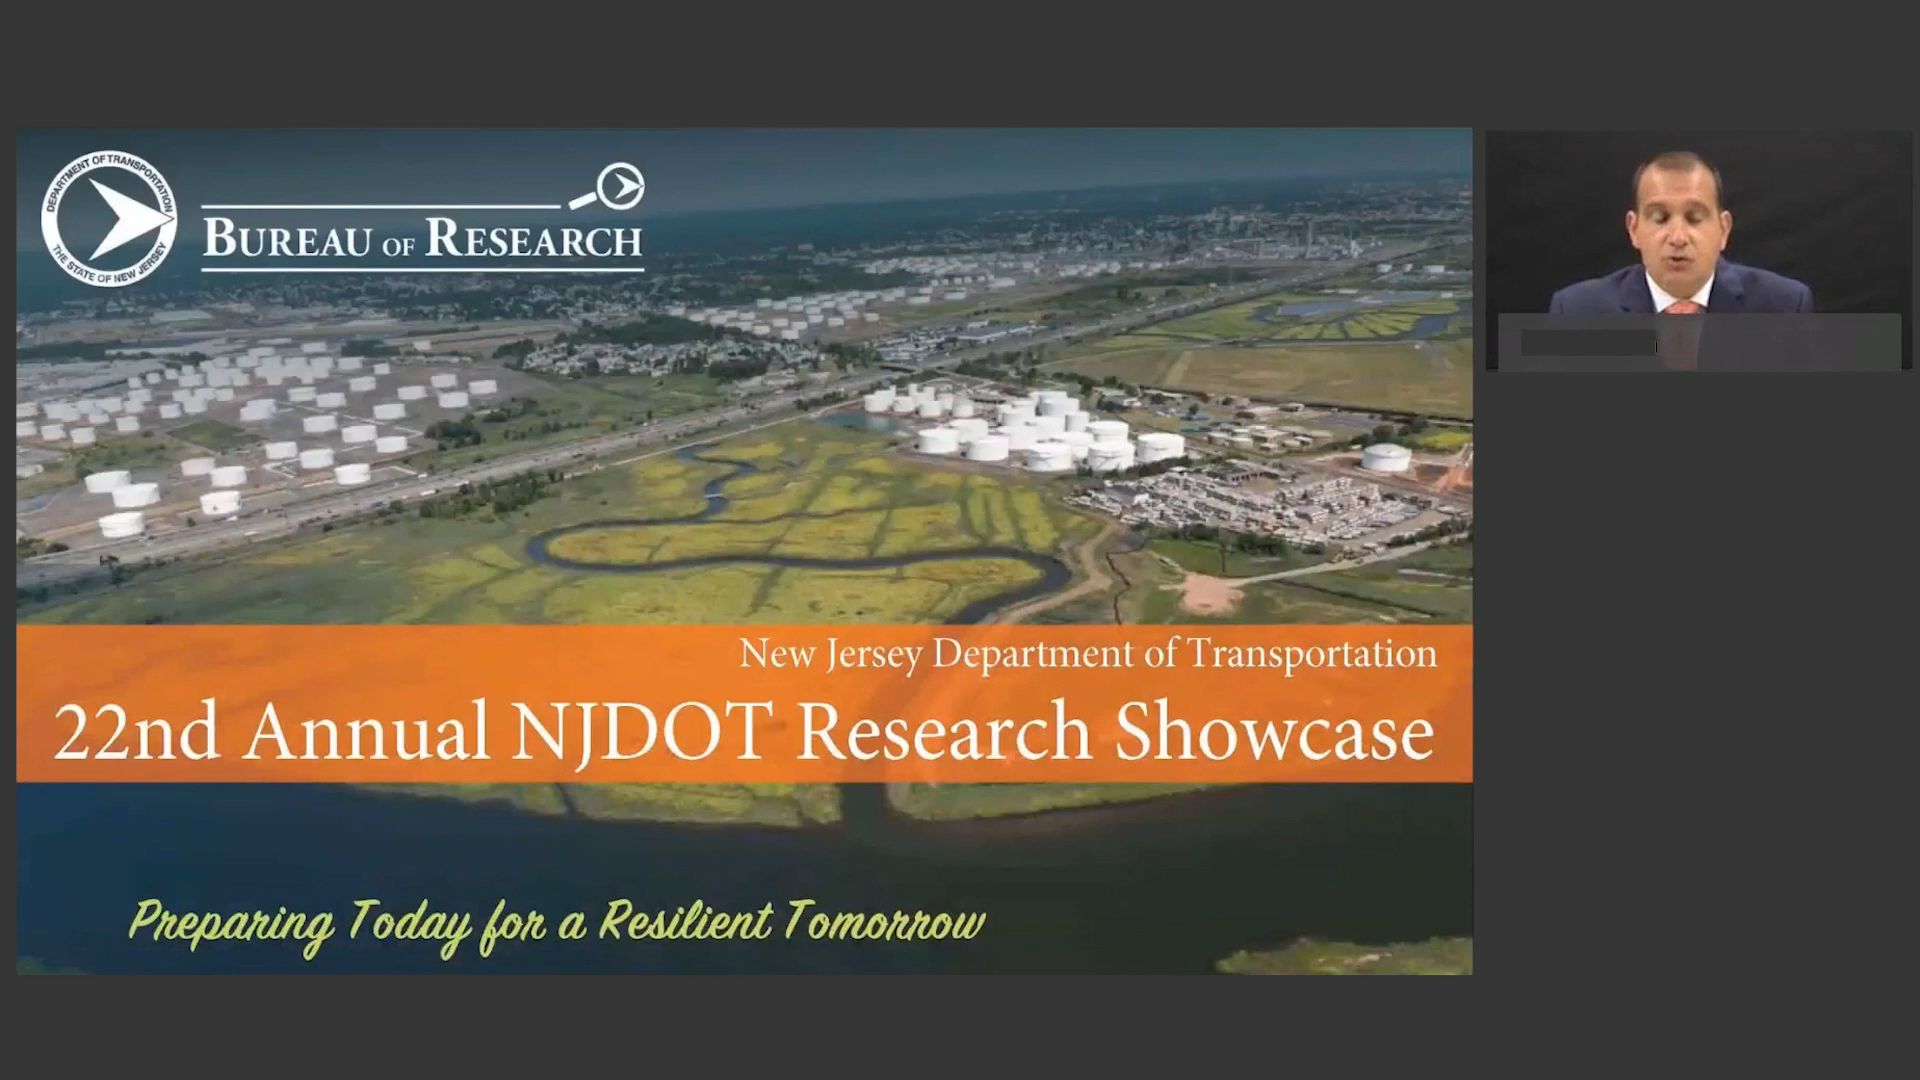 DEPARTMENT OF TRANSPORTATION
THE STATE OF NEW JERSEY
BUREAU OF RESEARCH
New Jersey Department of Transportation
22nd Annual NJDOT Research Showcase
Preparing Today for a Resilient Tomorrow